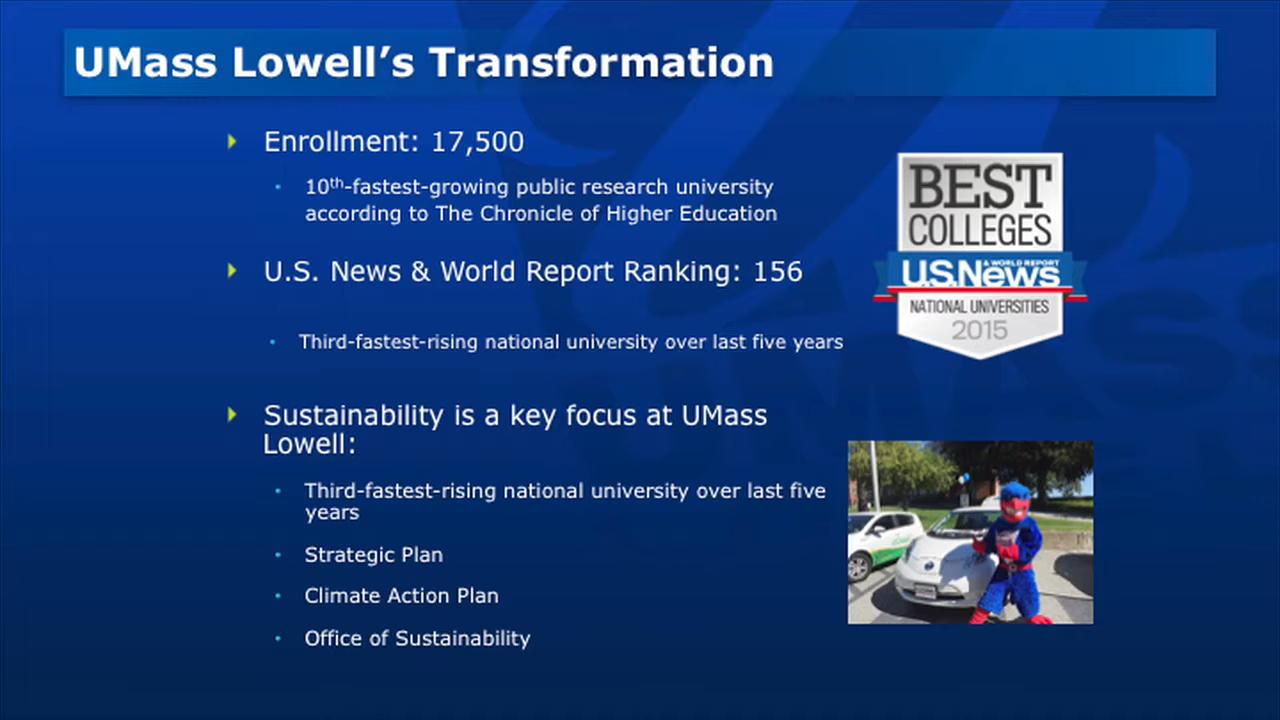 UMass Lowell’s Transformation
Enrollment: 17,500
10th-fastest-growing public research university
according to The Chronicle of Higher Education
U.S. News & World Report Ranking: 156
Third-fastest-rising national university over last five years
Sustainability is a key focus at UMass
Lowell:
Third-fastest-rising national university over last five
years
Strategic Plan
Climate Action Plan
Office of Sustainability
BEST
COLLEGES
U.S.News & WORLD REPORT
NATIONAL UNIVERSITIES
2015
UMASS